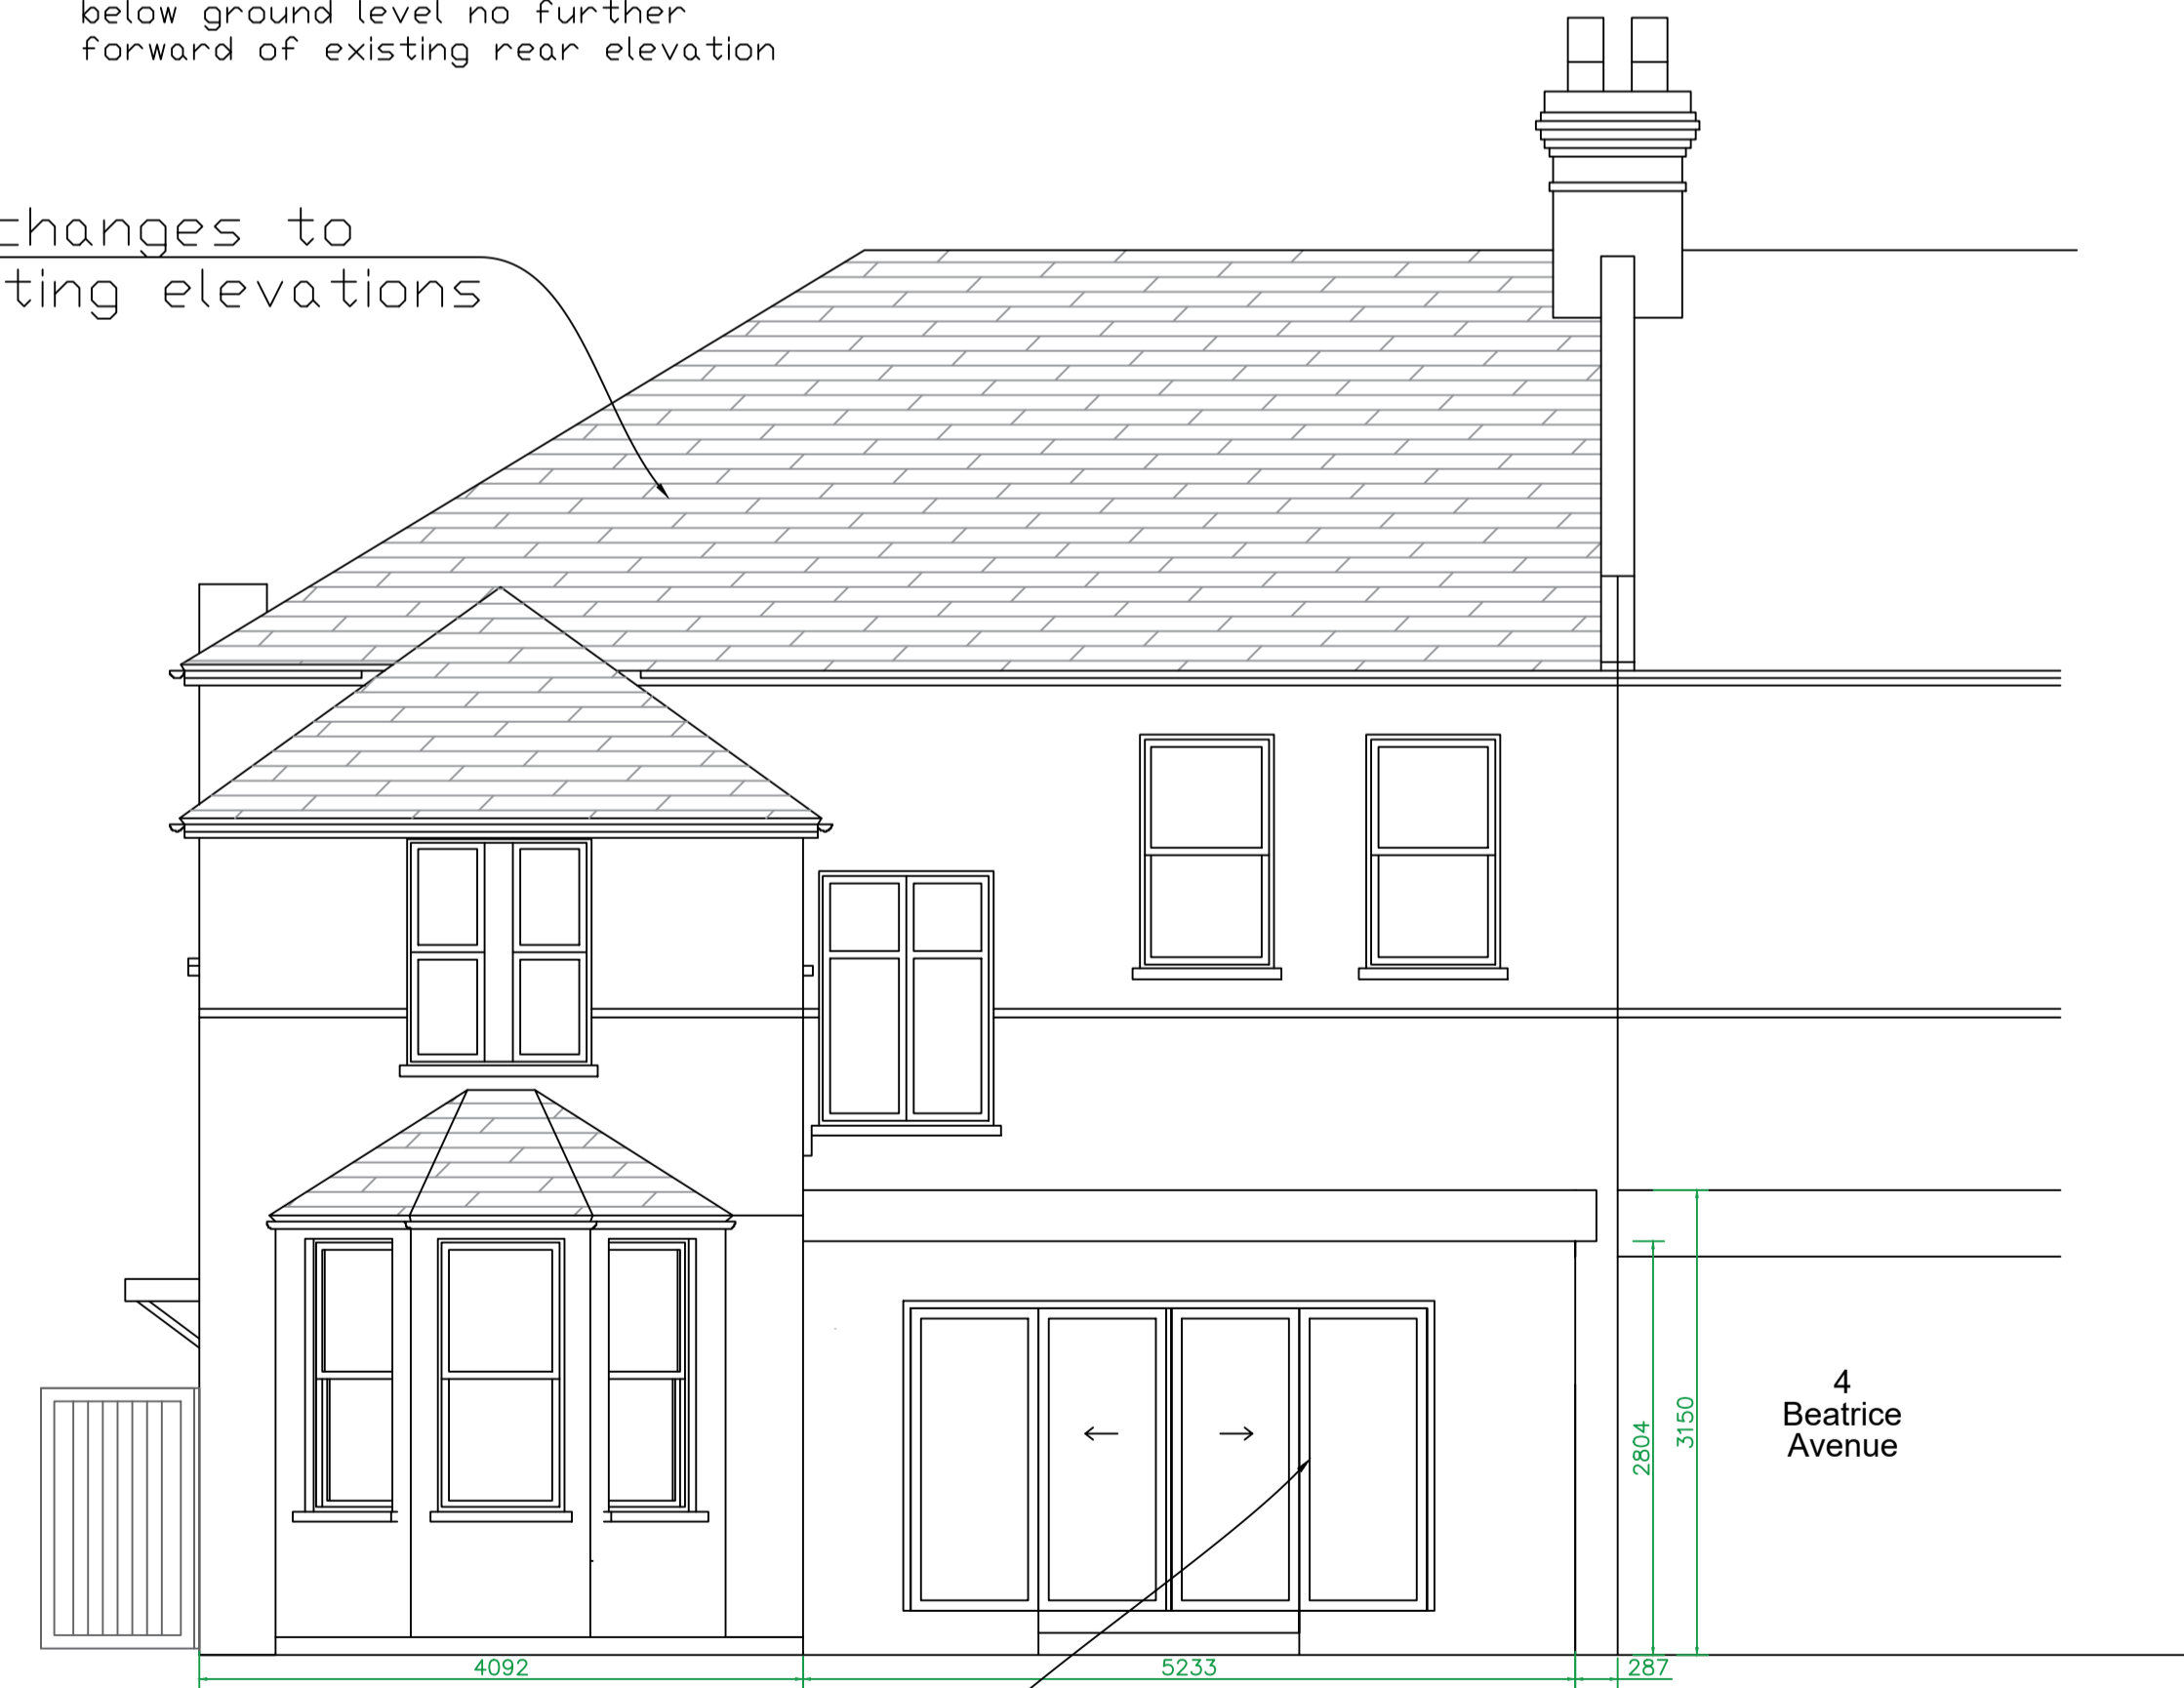 below ground level no further
forward of existing rear elevation
changes to
ting elevations
4
Beatrice
Avenue
2804
3150
4092
5233
287